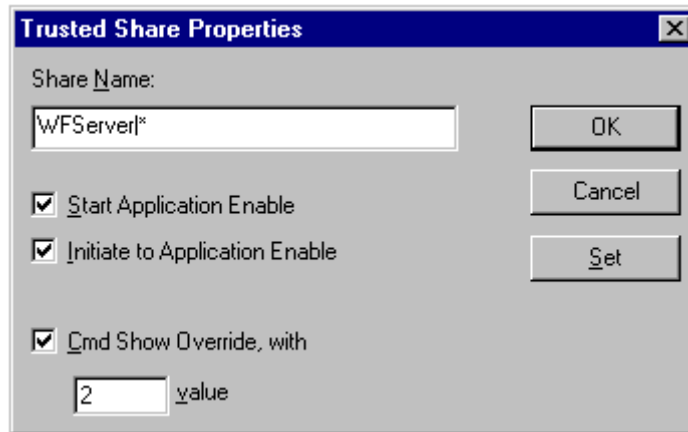 Trusted Share Properties
Share Name:
WFServer|*
OK
Start Application Enable
Cancel
Initiate to Application Enable
Set
Cmd Show Override, with
2 value